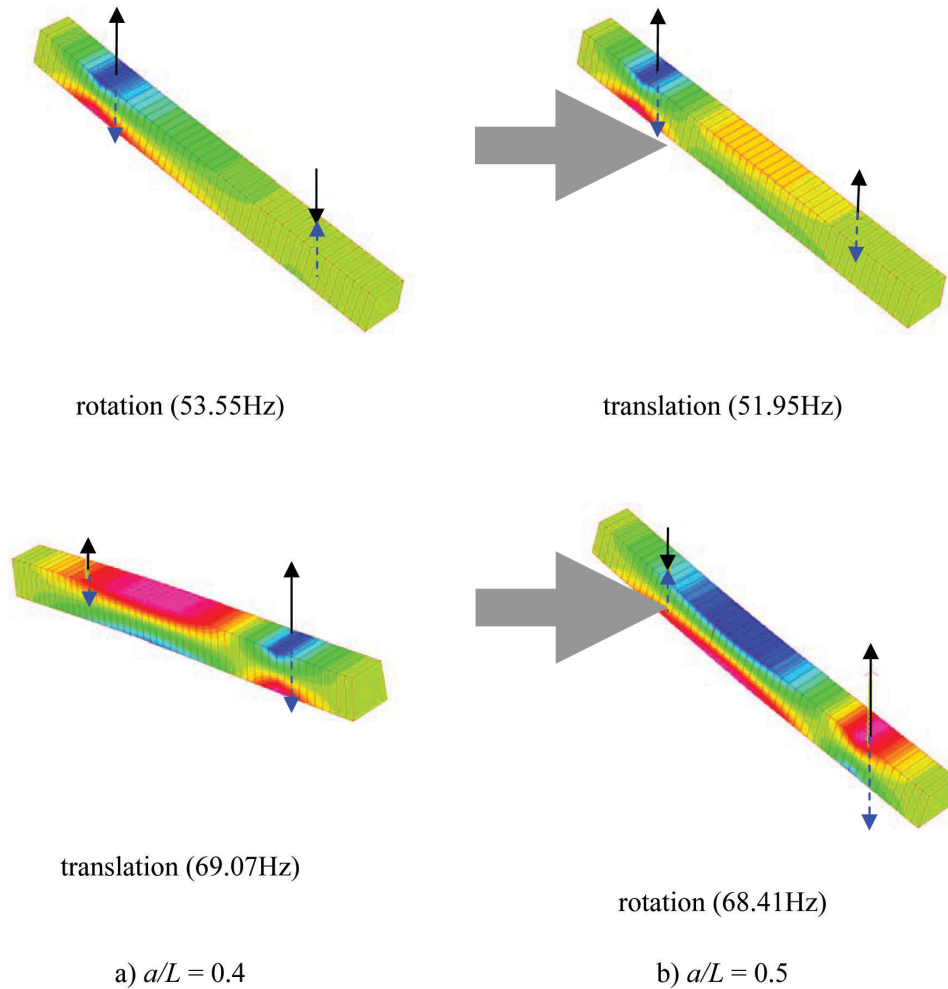 rotation (53.55Hz)
translation (51.95Hz)
translation (69.07Hz)
rotation (68.41Hz)
a) a/L = 0.4
b) a/L = 0.5